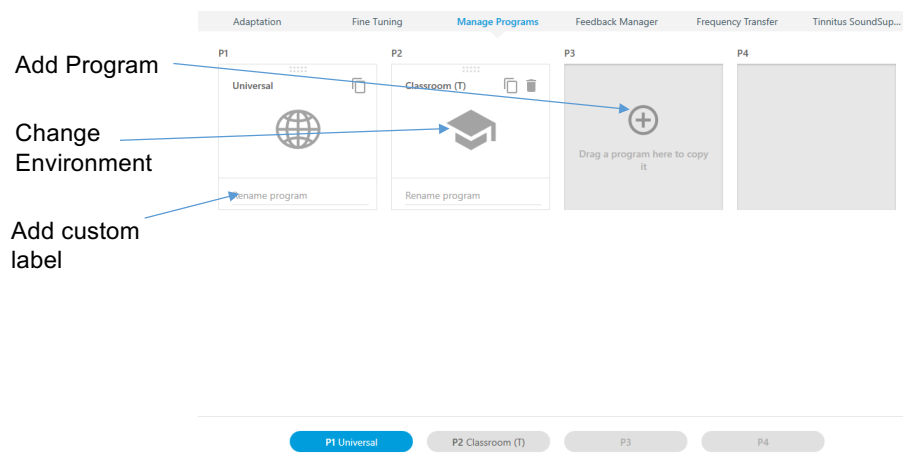 Adaptation Fine Tuning Manage Programs Feedback Manager Frequency Transfer Tinnitus SoundSup...
P1 P2 P3 P4
Add Program
Universal Classroom (T)
Change
Environment
Drag a program here to copy
it
Rename program Rename program
Add custom
label
P1 Universal P2 Classroom (T) P3 P4